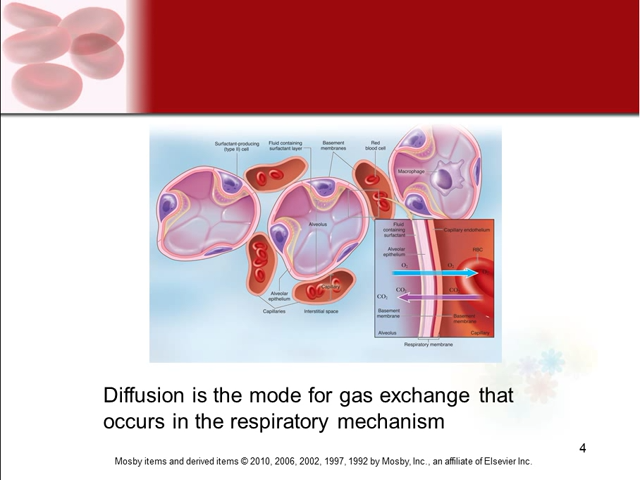 Surfactant-producing
(type II) cell
Fluid containing
surfactant layer
Basement
membranes
Red
blood cell
Macrophage
Alveolus
Capillary
Alveolar
epithelium
Capillaries
Interstitial space
Fluid
containing
surfactant
Capillary endothelium
Alveolar
epithelium
RBC
O₂
O₂
CO₂
CO₂
CO₂
Basement
membrane
Basement
membrane
Alveolus
Capillary
Respiratory membrane
Diffusion is the mode for gas exchange that
occurs in the respiratory mechanism
4
Mosby items and derived items © 2010, 2006, 2002, 1997, 1992 by Mosby, Inc., an affiliate of Elsevier Inc.